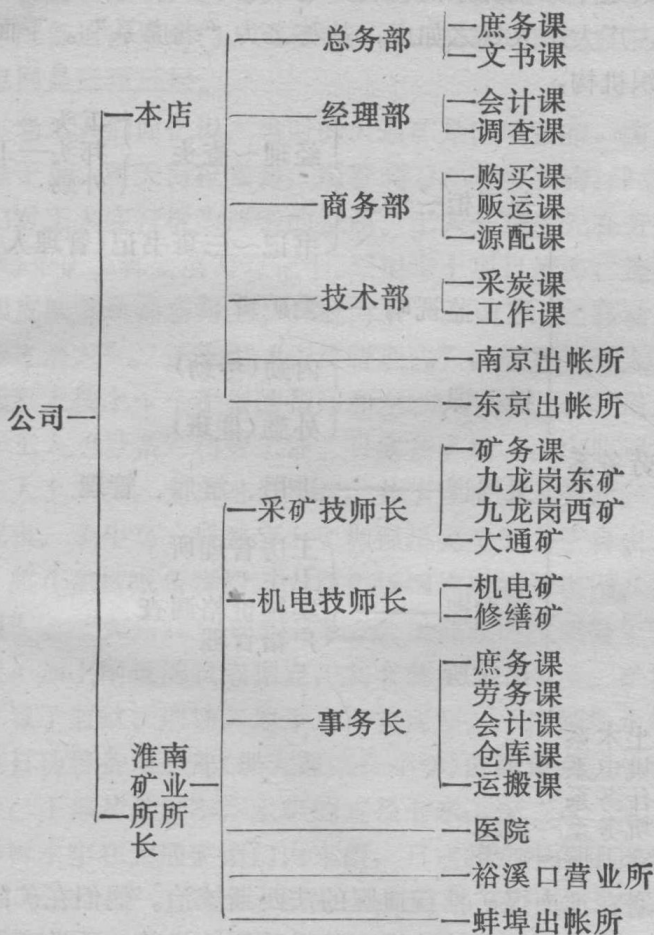 总务部
庶务课
文书课
本店
经理部
会计课
调查课
商务部
购买课
贩运课
源配课
技术部
采炭课
工作课
南京出帐所
东京出帐所
公司
采矿技师长
矿务课
九龙岗东矿
九龙岗西矿
大通矿
机电技师长
机电矿
修缮矿
淮南
矿业
所所
长
事务长
庶务课
劳务课
会计课
仓库课
运搬课
医院
裕溪口营业所
蚌埠出帐所